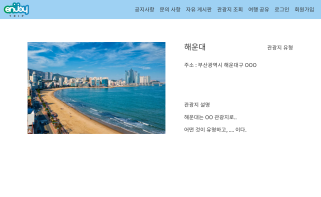 enjoy
TRIP
공지사항 문의 사항 자유 게시판 관광지 조회 여행 공유 로그인 회원가입
해운대 관광지 유형
주소 : 부산광역시 해운대구 OOO
관광지 설명
해운대는 OO 관광지로..
어떤 것이 유명하고,,,,, 이다.